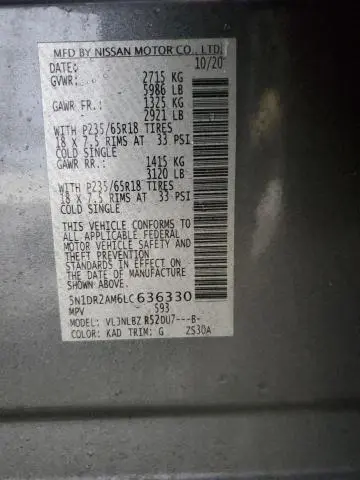 MFD BY NISSAN MOTOR CO., LTD.
DATE: 10/20
GVWR: 2715 KG
5986 LB
GAWR FR.: 1325 KG
2921 LB
WITH P235/65R18 TIRES
18 X 7.5 RIMS AT 33 PSI
COLD SINGLE
GAWR RR.: 1415 KG
3120 LB
WITH P235/65R18 TIRES
18 X 7.5 RIMS AT 33 PSI
COLD SINGLE
THIS VEHICLE CONFORMS TO
ALL APPLICABLE FEDERAL
MOTOR VEHICLE SAFETY
AND THEFT PREVENTION
STANDARDS IN EFFECT
ON THE DATE OF
MANUFACTURE SHOWN ABOVE.
5N1DR2AM6LC636330
MPV S93
MODEL: VLJNLBZ R52DU7---B-
COLOR: KAD TRIM: G ZS30A